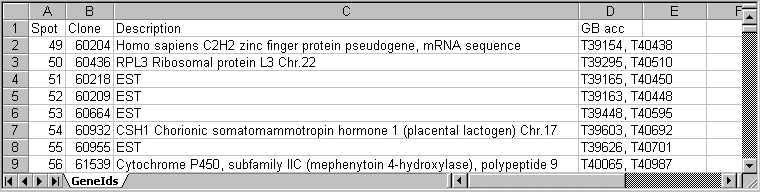 A B C D E F
1 Spot Clone Description GB acc
2 49 60204 Homo sapiens C2H2 zinc finger protein pseudogene, mRNA sequence T39154, T40438
3 50 60436 RPL3 Ribosomal protein L3 Chr.22 T39295, T40510
4 51 60218 EST T39165, T40450
5 52 60209 EST T39163, T40448
6 53 60664 EST T39448, T40595
7 54 60932 CSH1 Chorionic somatomammotropin hormone 1 (placental lactogen) Chr.17 T39603, T40692
8 55 60955 EST T39626, T40701
9 56 61539 Cytochrome P450, subfamily IIC (mephenytoin 4-hydroxylase), polypeptide 9 T40065, T40987
GeneIds